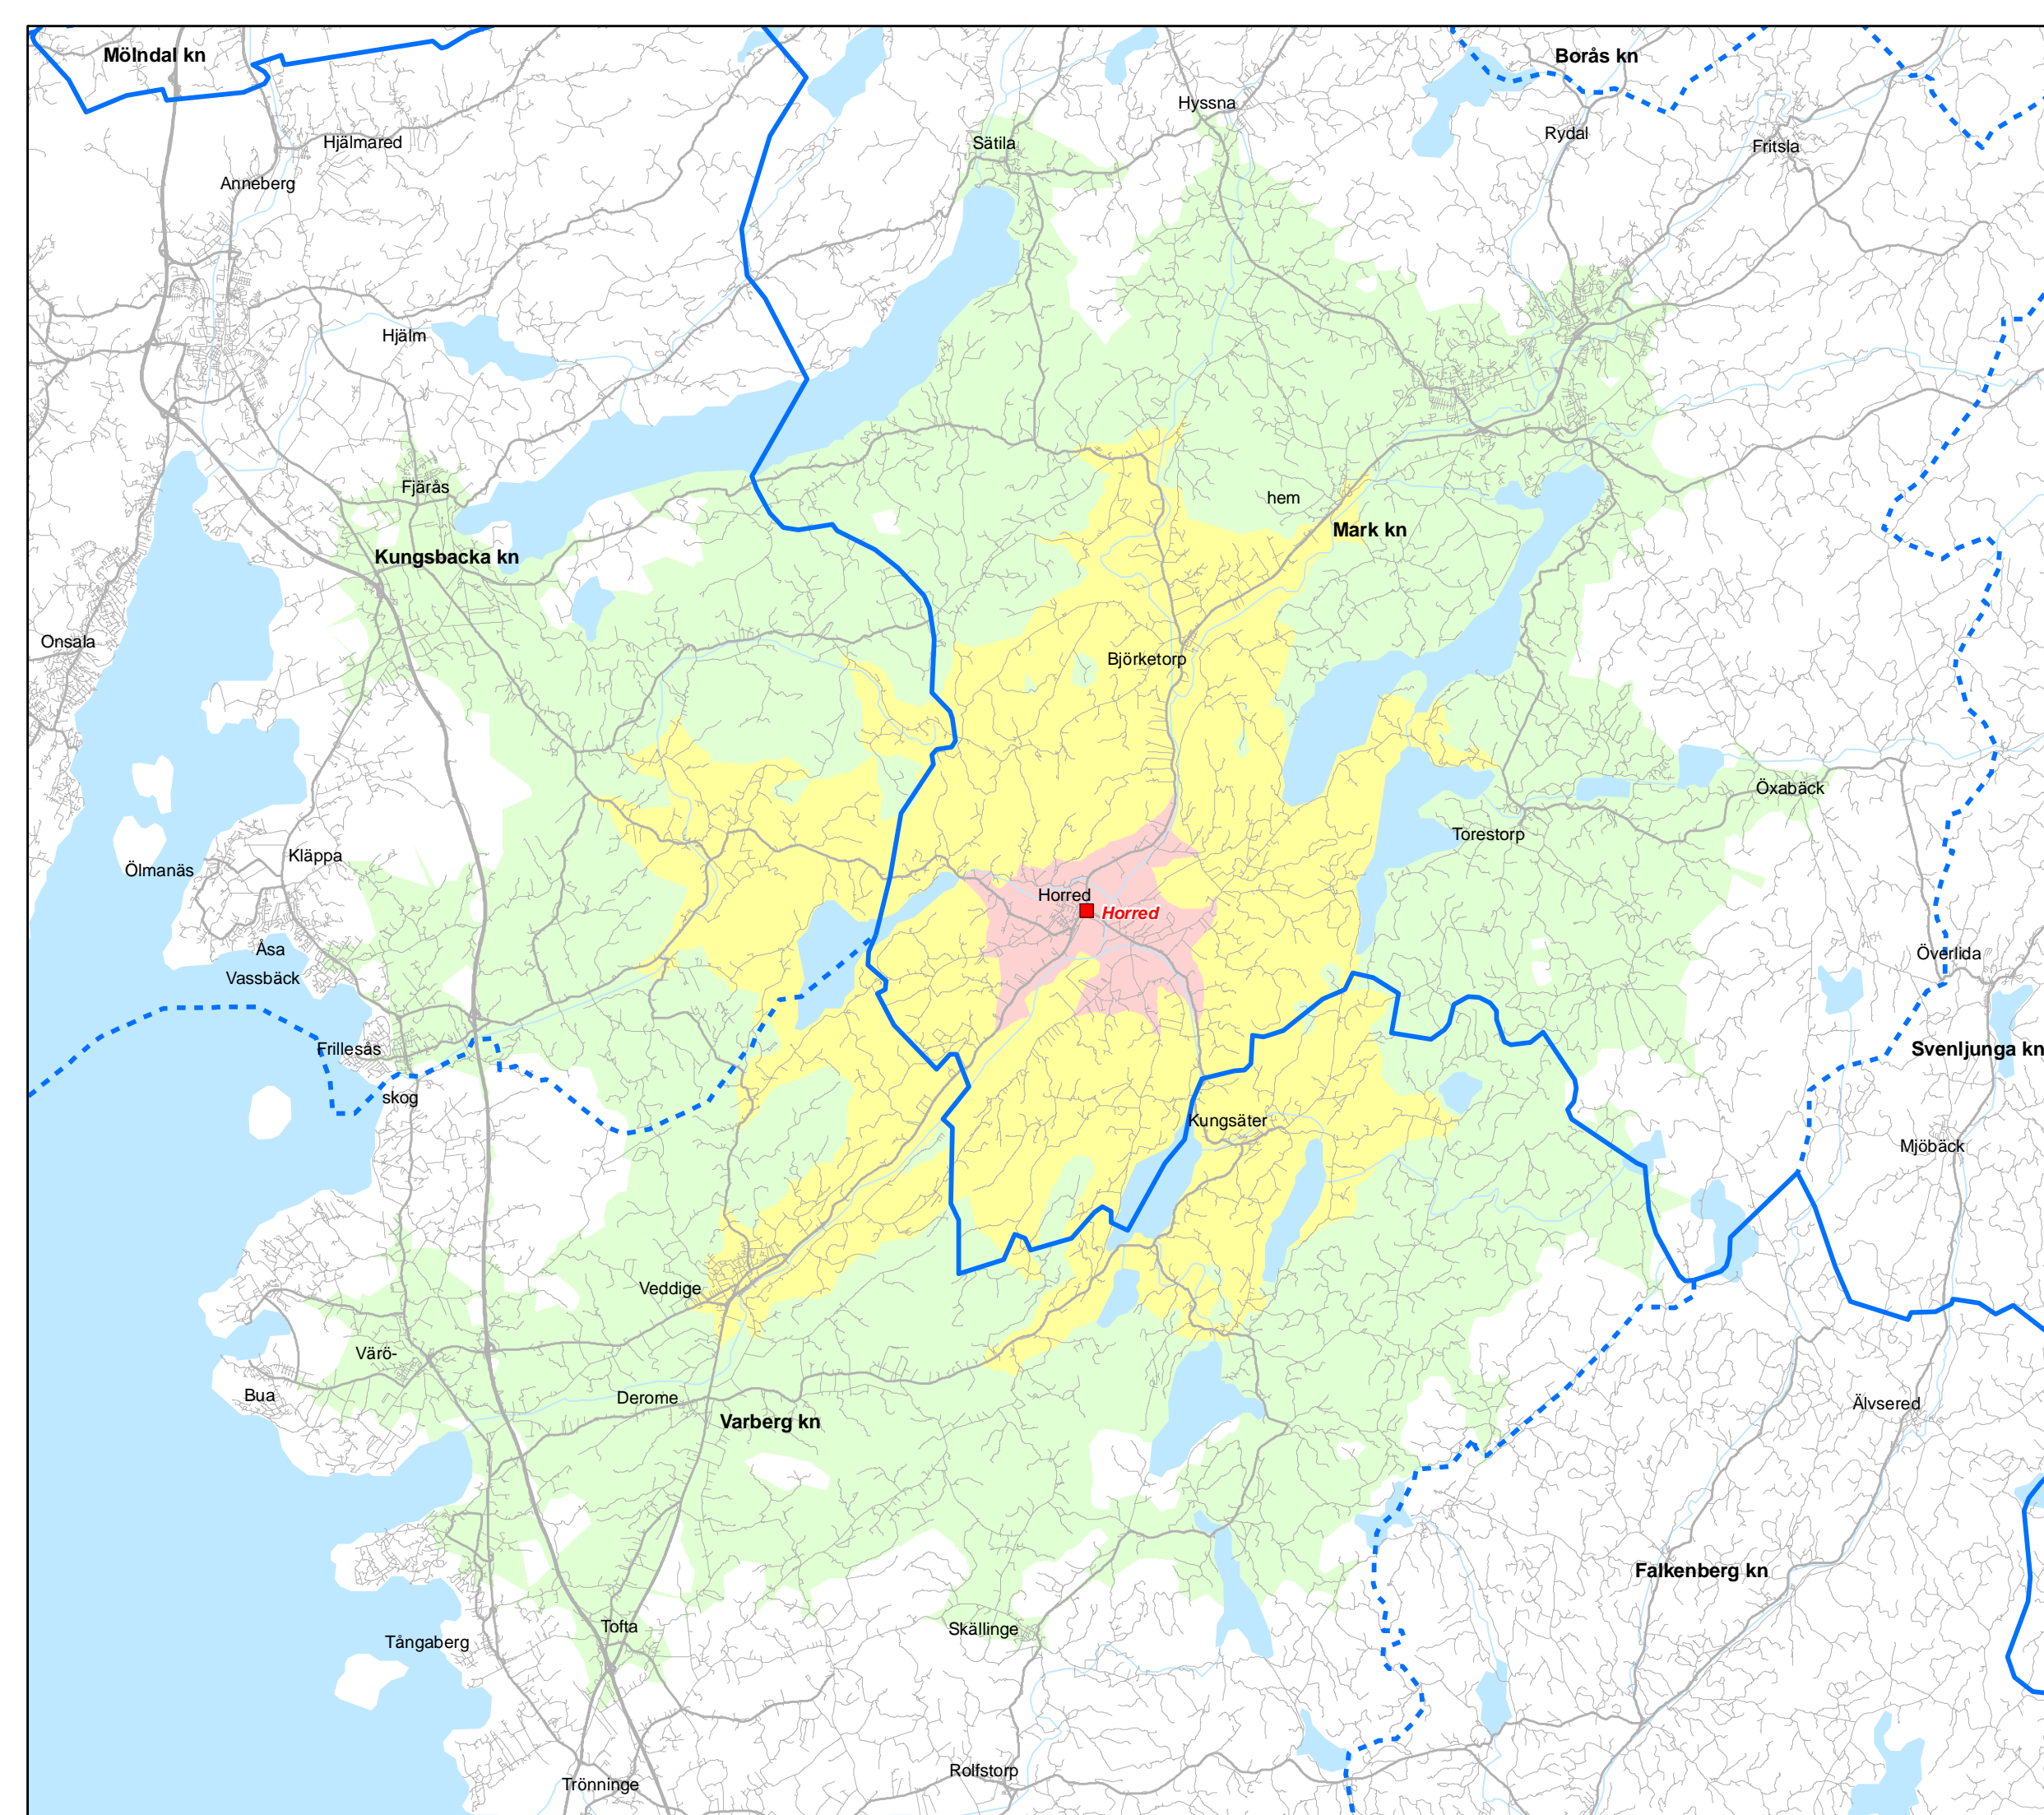 Mölndal kn
Borås kn
Hyssna
Rydal
Hjälmared
Sätila
Fritsla
Anneberg
Hjälm
Fjärås
hem
Mark kn
Kungsbacka kn
Onsala
Björketorp
Öxabäck
Torestorp
Kläppa
Ölmanäs
Horred
Horred
Åsa
Överlida
Vassbäck
Frillesås
Svenljunga kn
skog
Kungsäter
Mjöbäck
Veddige
Värö-
Bua
Derome
Älvsered
Varberg kn
Falkenberg kn
Tofta
Skällinge
Tångaberg
Rolfstorp
Trönninge